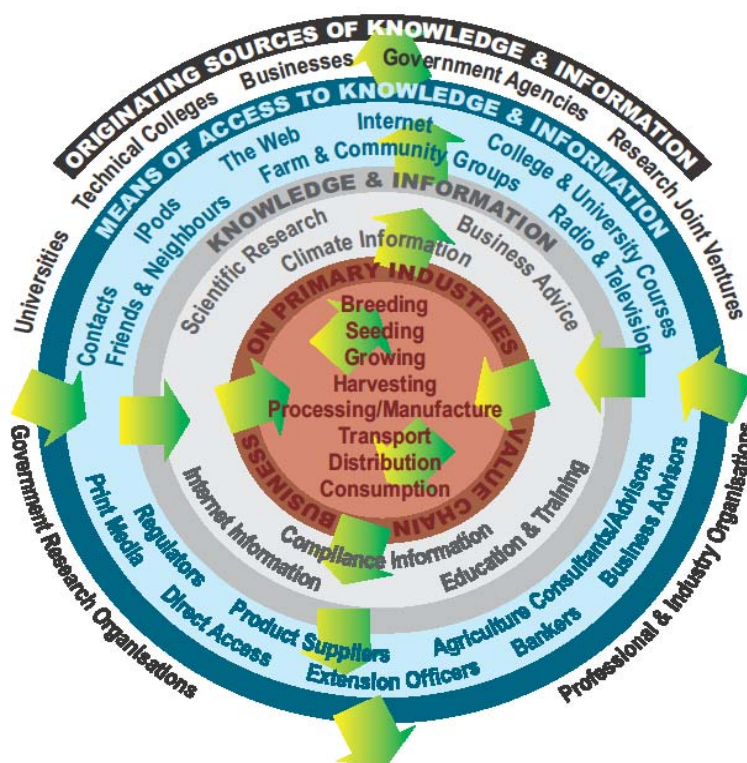 ORIGINATING SOURCES OF KNOWLEDGE & INFORMATION
Universities
Technical Colleges
Businesses
Government Agencies
Research Joint Ventures
Government Research Organisations
Professional & Industry Organisations
MEANS OF ACCESS TO KNOWLEDGE & INFORMATION
Contacts
IPods
The Web
Internet
College & University Courses
Friends & Neighbours
Farm & Community Groups
Radio & Television
Print Media
Regulators
Direct Access
Product Suppliers
Extension Officers
Agriculture Consultants/Advisors
Bankers
Business Advisors
KNOWLEDGE & INFORMATION
Scientific Research
Climate Information
Business Advice
Internet Information
Compliance Information
Education & Training
BUSINESS ON PRIMARY INDUSTRIES VALUE CHAIN
Breeding
Seeding
Growing
Harvesting
Processing/Manufacture
Transport
Distribution
Consumption